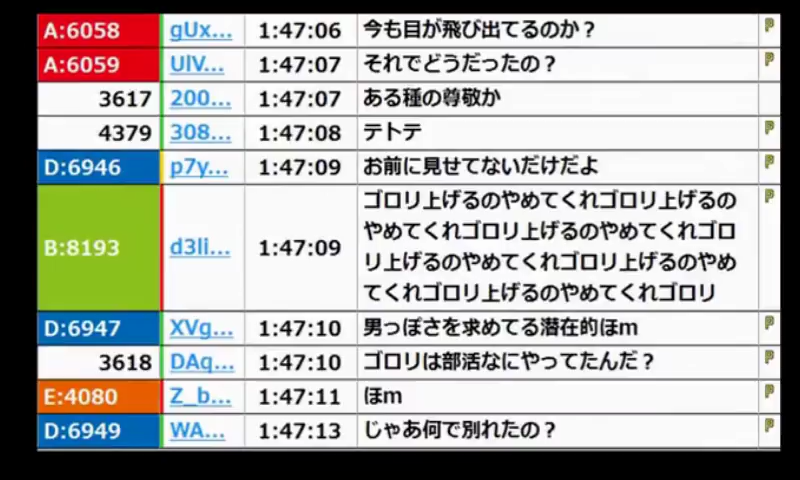 A:6058 gUx... 1:47:06 今も目が飛び出てるのか？ P
A:6059 UlV... 1:47:07 それでどうだったの？ P
3617 200... 1:47:07 ある種の尊敬か
4379 308... 1:47:08 テトテ P
D:6946 p7y... 1:47:09 お前に見せてないだけだよ P
B:8193 d3li... 1:47:09 ゴロリ上げるのやめてくれゴロリ上げるの P
やめてくれゴロリ上げるのやめてくれゴロ
リ上げるのやめてくれゴロリ上げるのやめ
てくれゴロリ上げるのやめてくれゴロリ
D:6947 XVg... 1:47:10 男っぽさを求めてる潜在的ほm P
3618 DAq... 1:47:10 ゴロリは部活なにやってたんだ？ P
E:4080 Z_b... 1:47:11 ほm P
D:6949 WA... 1:47:13 じゃあ何で別れたの？ P